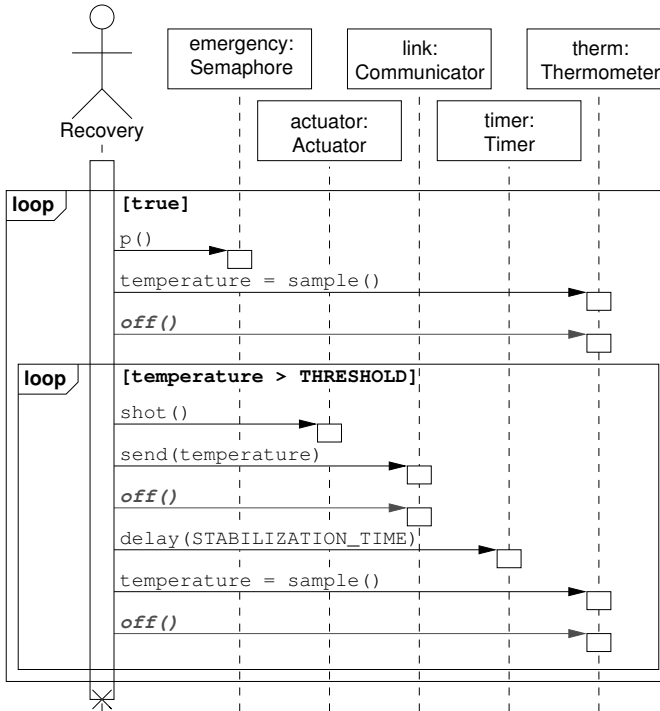 emergency:
Semaphore
link:
Communicator
therm:
Thermometer
Recovery
actuator:
Actuator
timer:
Timer
loop
[true]
p()
temperature = sample()
off()
loop
[temperature > THRESHOLD]
shot()
send(temperature)
off()
delay(STABILIZATION_TIME)
temperature = sample()
off()